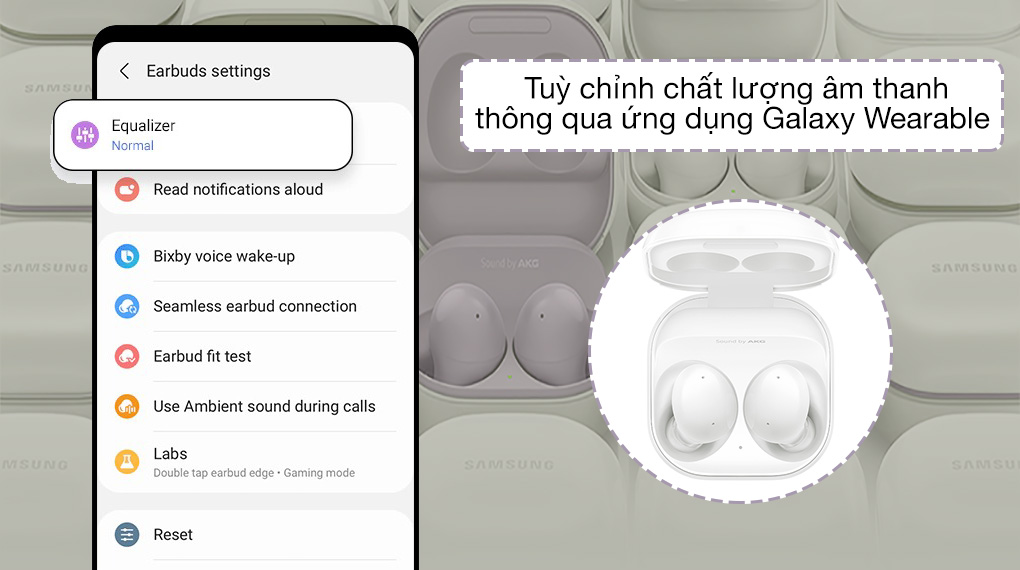 Earbuds settings
Equalizer
Normal
Read notifications aloud
Bixby voice wake-up
Seamless earbud connection
Earbud fit test
Use Ambient sound during calls
Labs
Double tap earbud edge • Gaming mode
Reset
Tuỳ chỉnh chất lượng âm thanh
thông qua ứng dụng Galaxy Wearable
Sound by AKG
Sound by AKG
SAMSUNG
SAMSUNG
SAMSUNG
SAMSUNG